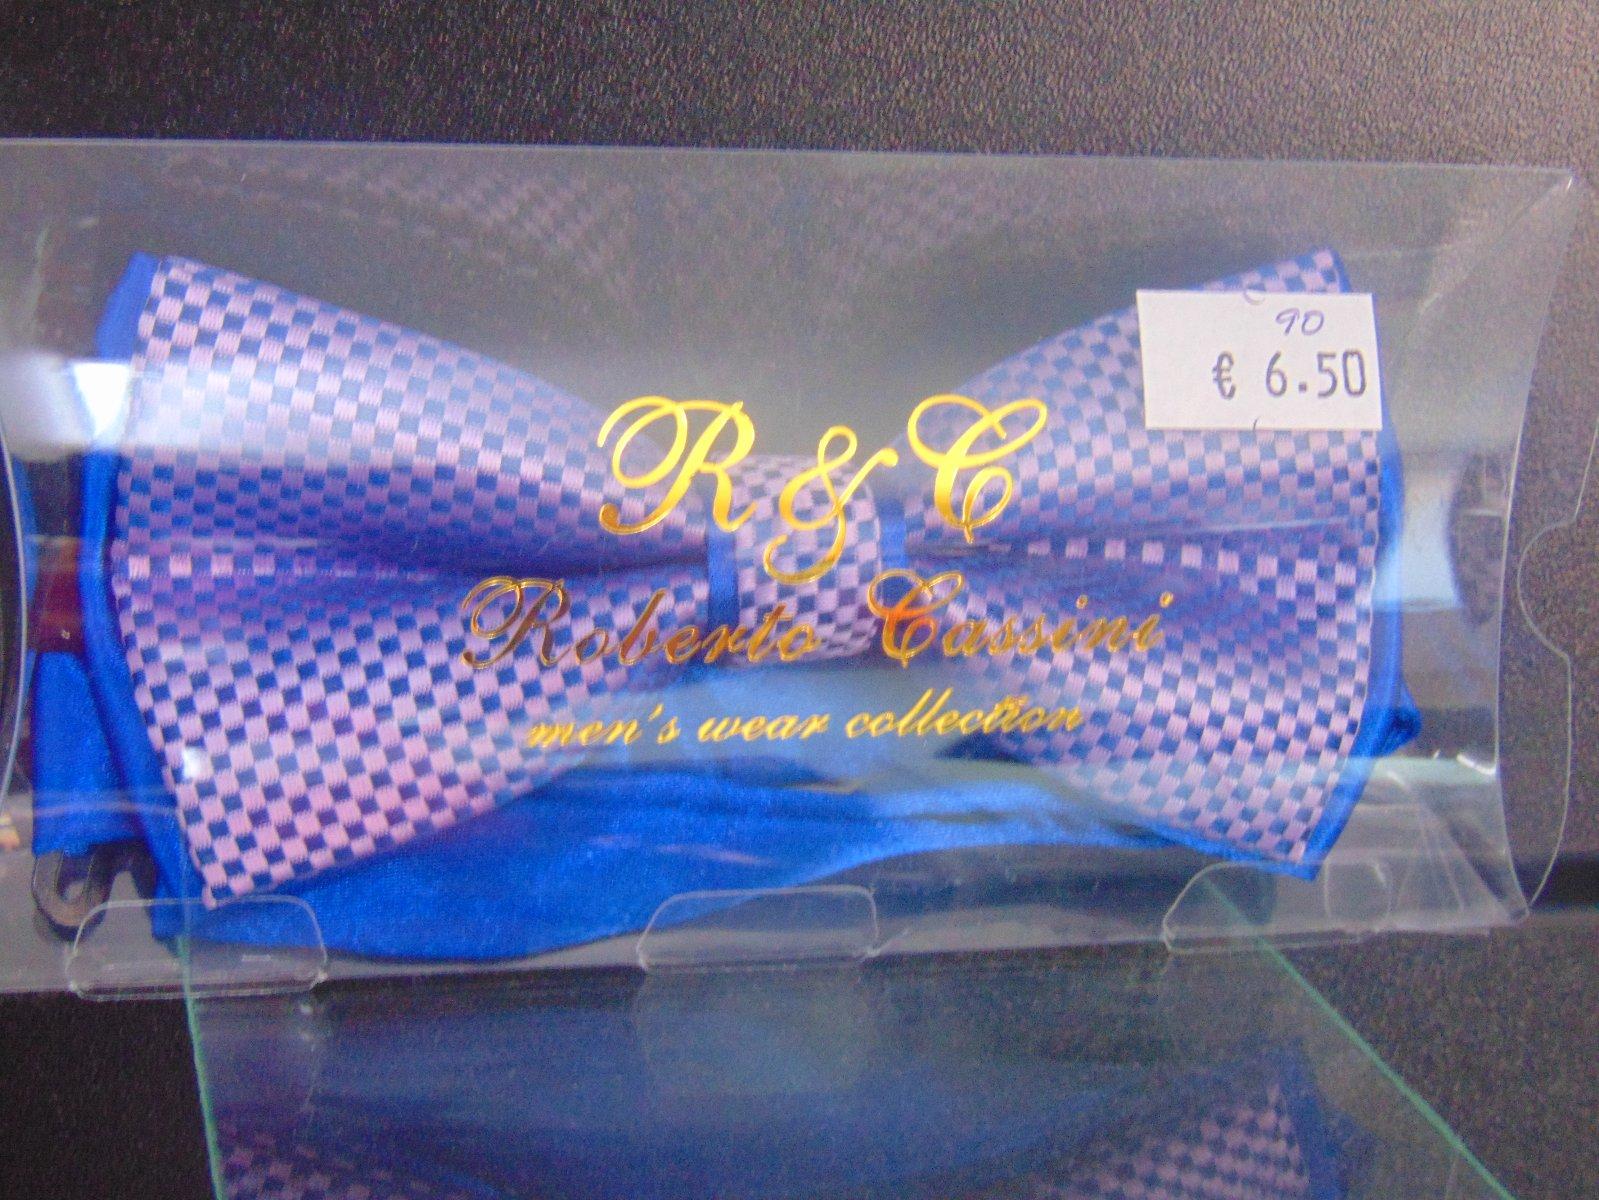 90
€ 6.50
R & C
Roberto Cassini
men's wear collection